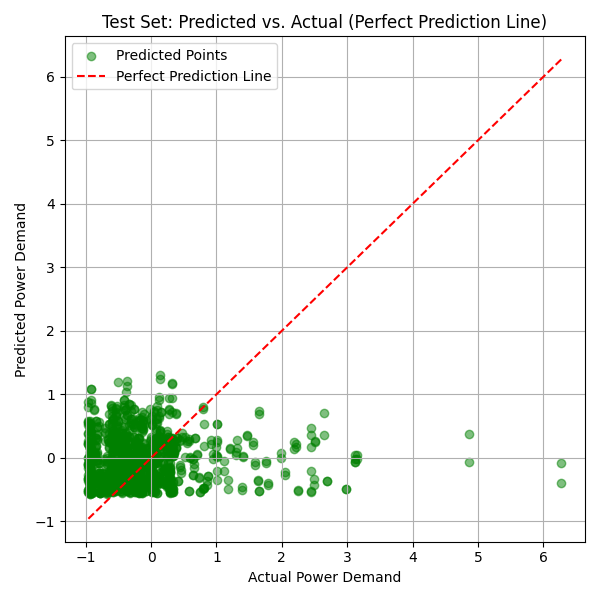 Test Set: Predicted vs. Actual (Perfect Prediction Line)
Predicted Points
Perfect Prediction Line
6
5
4
3
2
1
0
−1
Predicted Power Demand
−1 0 1 2 3 4 5 6
Actual Power Demand